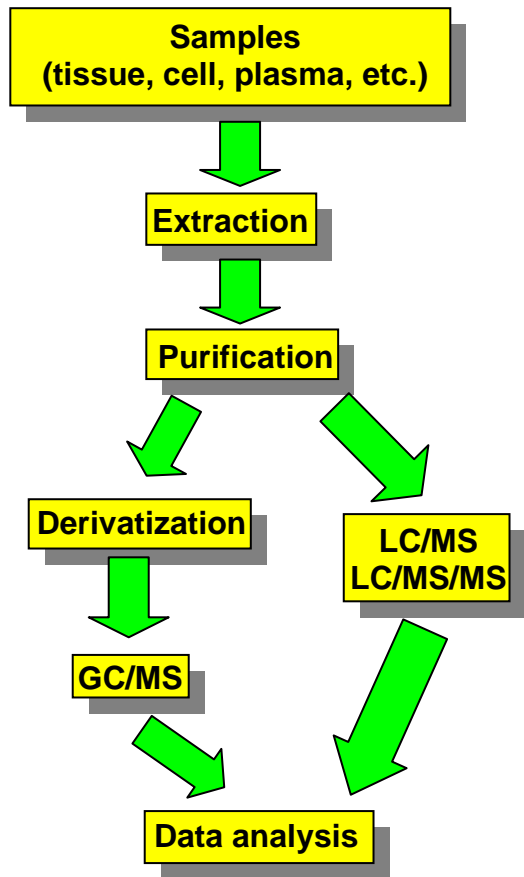 Samples
(tissue, cell, plasma, etc.)
Extraction
Purification
Derivatization
LC/MS
LC/MS/MS
GC/MS
Data analysis